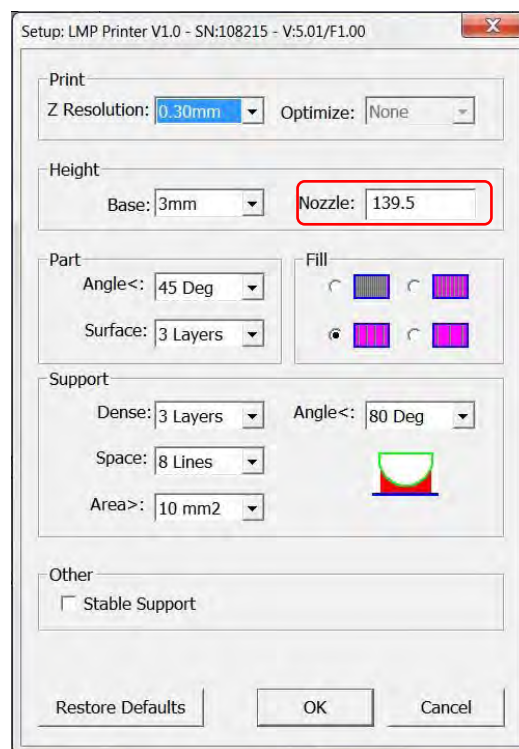 Setup: LMP Printer V1.0 - SN:108215 - V:5.01/F1.00
Print
Z Resolution: 0.30mm Optimize: None
Height
Base: 3mm Nozzle: 139.5
Part
Angle<: 45 Deg
Surface: 3 Layers
Fill
Support
Dense: 3 Layers Angle<: 80 Deg
Space: 8 Lines
Area>: 10 mm2
Other
Stable Support
Restore Defaults OK Cancel